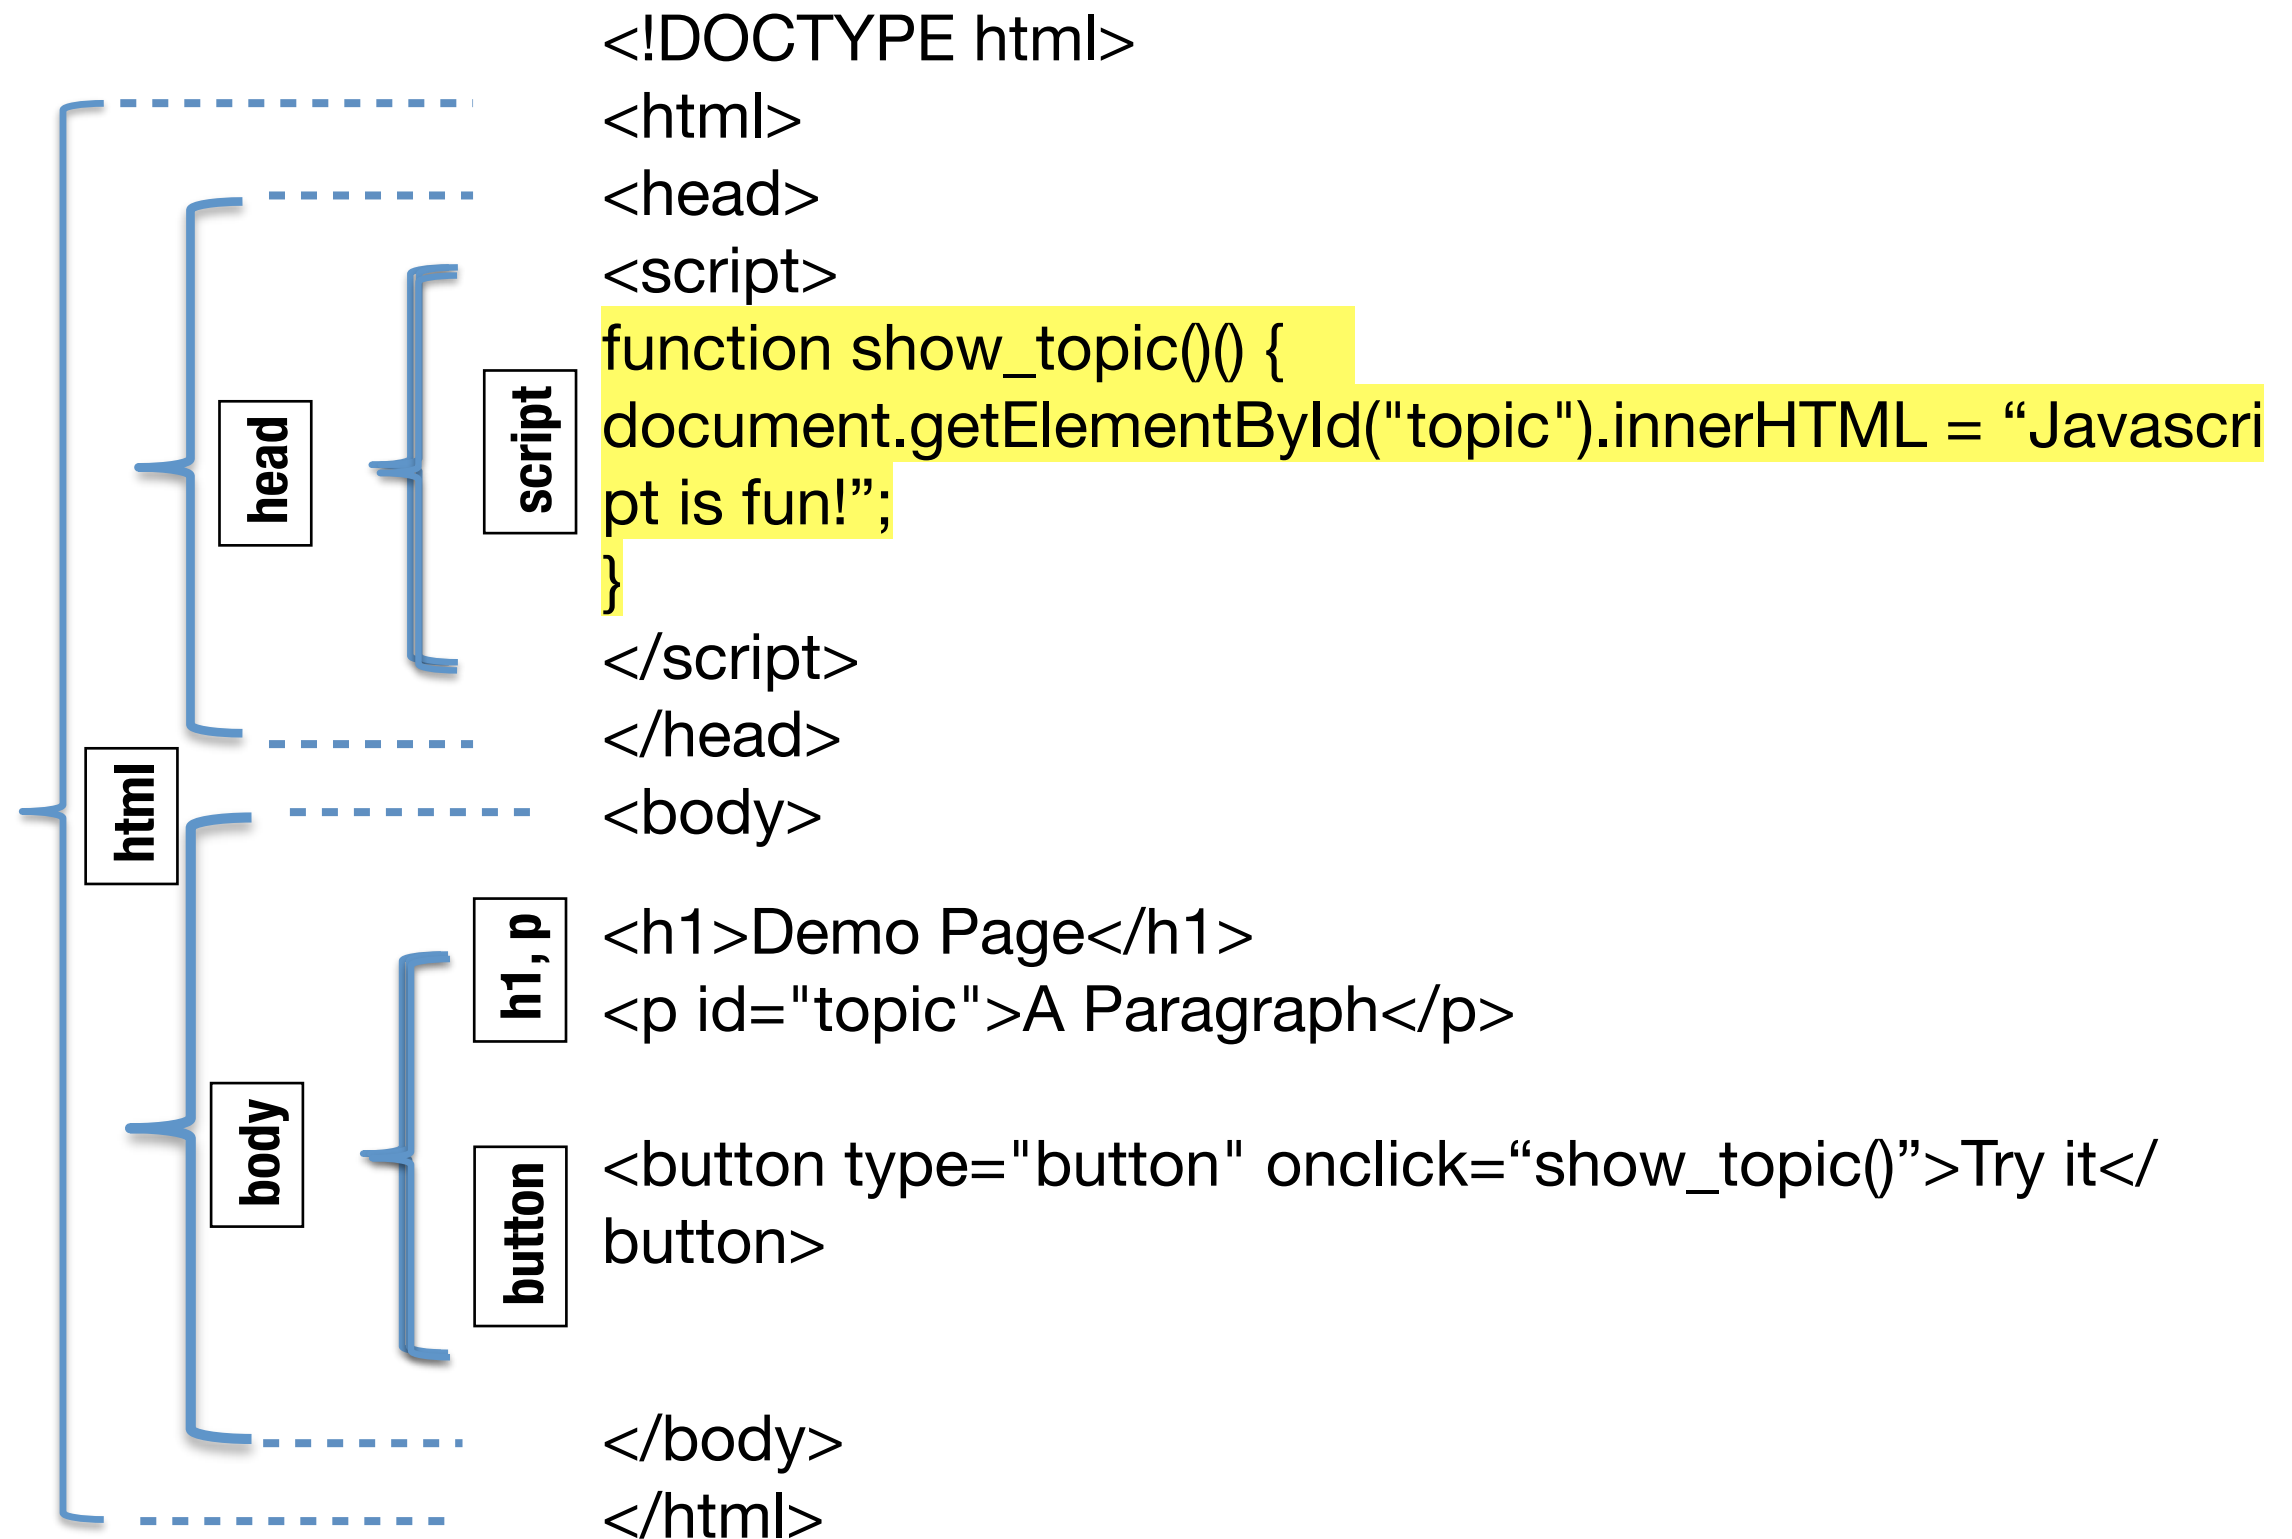 <!DOCTYPE html>
<html>
<head>
<script>
function show_topic()() {
document.getElementById("topic").innerHTML = “Javascri
pt is fun!”;
}
</script>
</head>
<body>
<h1>Demo Page</h1>
<p id="topic">A Paragraph</p>
<button type="button" onclick=“show_topic()”>Try it</
button>
</body>
</html>
html
head
script
body
h1, p
button